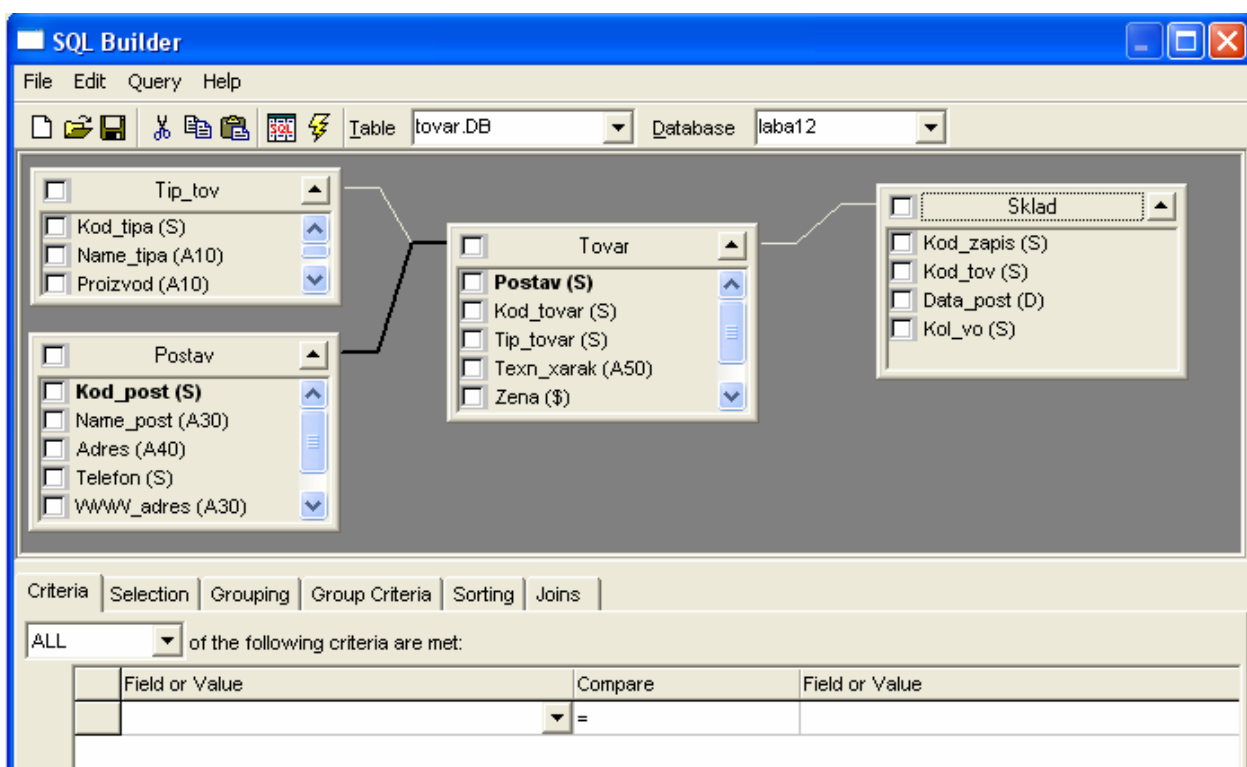 SQL Builder
File Edit Query Help
SQL Table tovar.DB Database laba12
Tip_tov
Kod_tipa (S)
Name_tipa (A10)
Proizvod (A10)
Postav
Kod_post (S)
Name_post (A30)
Adres (A40)
Telefon (S)
WWW_adres (A30)
Tovar
Postav (S)
Kod_tovar (S)
Tip_tovar (S)
Texn_xarak (A50)
Zena ($)
Sklad
Kod_zapis (S)
Kod_tov (S)
Data_post (D)
Kol_vo (S)
Criteria Selection Grouping Group Criteria Sorting Joins
ALL of the following criteria are met:
Field or Value Compare Field or Value
=